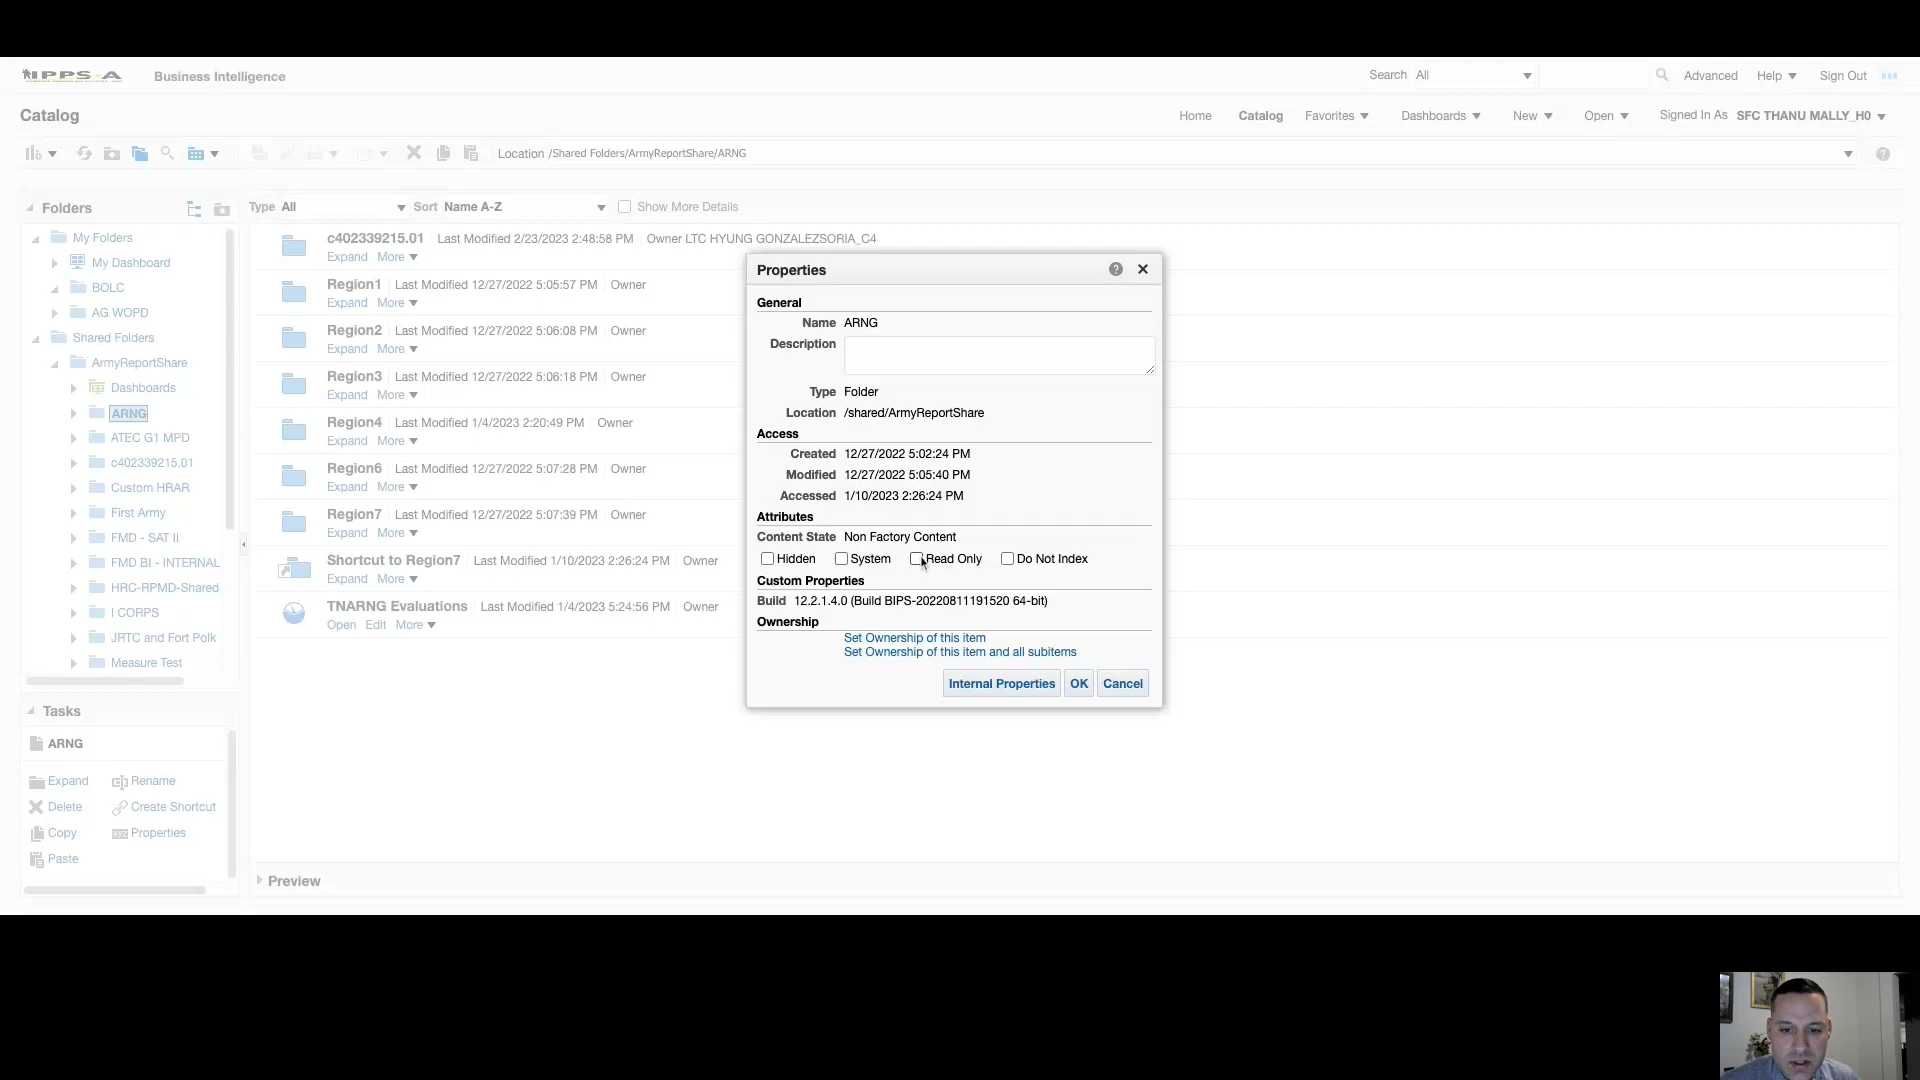 IPPS-A
Business Intelligence
Search All
Advanced Help Sign Out
Catalog
Home Catalog Favorites Dashboards New Open Signed In As SFC THANU MALLY_H0
Location /Shared Folders/ArmyReportShare/ARNG
Folders
My Folders
My Dashboard
BOLC
AG WOPD
Shared Folders
ArmyReportShare
Dashboards
ARNG
ATEC G1 MPD
c402339215.01
Custom HRAR
First Army
FMD - SAT II
FMD BI - INTERNAL
HRC-RPMD-Shared
I CORPS
JRTC and Fort Polk
Measure Test
Tasks
ARNG
Expand Rename
Delete Create Shortcut
Copy Properties
Paste
Type All Sort Name A-Z Show More Details
c402339215.01 Last Modified 2/23/2023 2:48:58 PM Owner LTC HYUNG GONZALEZSORIA_C4
Expand More
Region1 Last Modified 12/27/2022 5:05:57 PM Owner
Expand More
Region2 Last Modified 12/27/2022 5:06:08 PM Owner
Expand More
Region3 Last Modified 12/27/2022 5:06:18 PM Owner
Expand More
Region4 Last Modified 1/4/2023 2:20:49 PM Owner
Expand More
Region6 Last Modified 12/27/2022 5:07:28 PM Owner
Expand More
Region7 Last Modified 12/27/2022 5:07:39 PM Owner
Expand More
Shortcut to Region7 Last Modified 1/10/2023 2:26:24 PM Owner
Expand More
TNARNG Evaluations Last Modified 1/4/2023 5:24:56 PM Owner
Open Edit More
Preview
Properties
General
Name ARNG
Description
Type Folder
Location /shared/ArmyReportShare
Access
Created 12/27/2022 5:02:24 PM
Modified 12/27/2022 5:05:40 PM
Accessed 1/10/2023 2:26:24 PM
Attributes
Content State Non Factory Content
Hidden System Read Only Do Not Index
Custom Properties
Build 12.2.1.4.0 (Build BIPS-20220811191520 64-bit)
Ownership
Set Ownership of this item
Set Ownership of this item and all subitems
Internal Properties OK Cancel